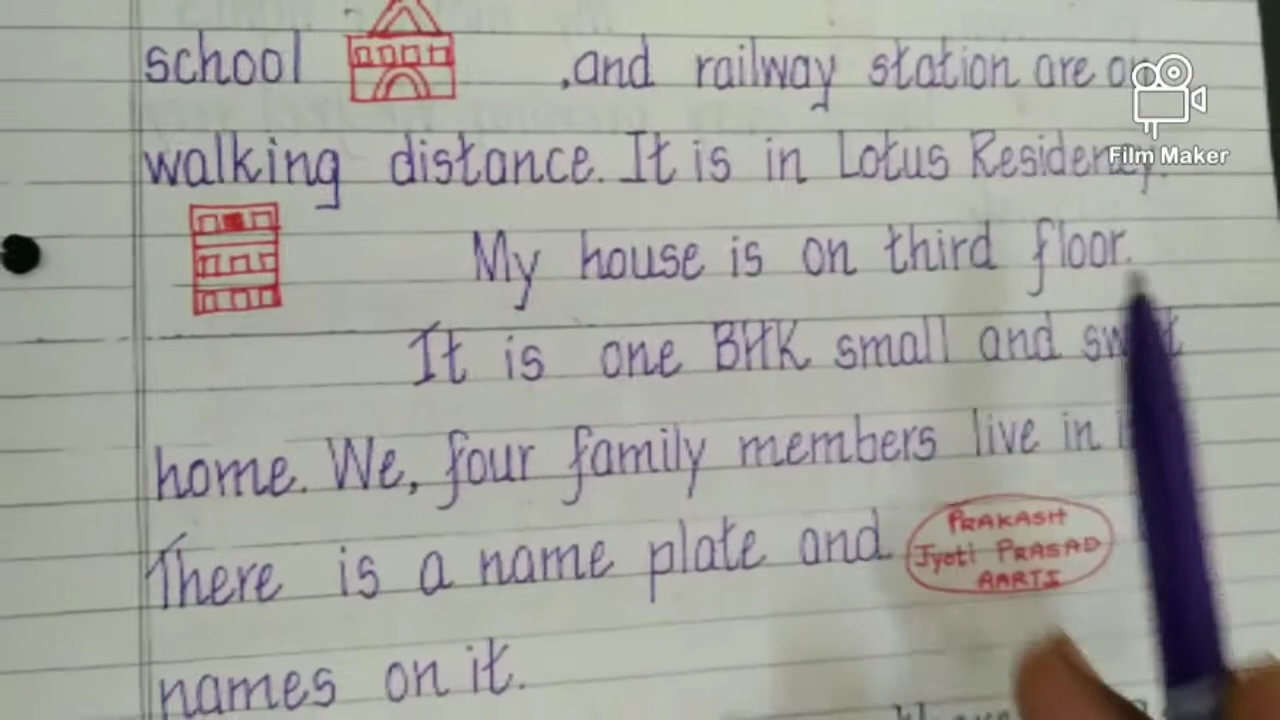 school ,and railway station are on
walking distance. It is in Lotus Residency.
My house is on third floor.
It is one BHK small and
home. We, four family members live in
There is a name plate and
PRAKASH
Jyoti PRASAD
AARTI
names on it.
Film Maker